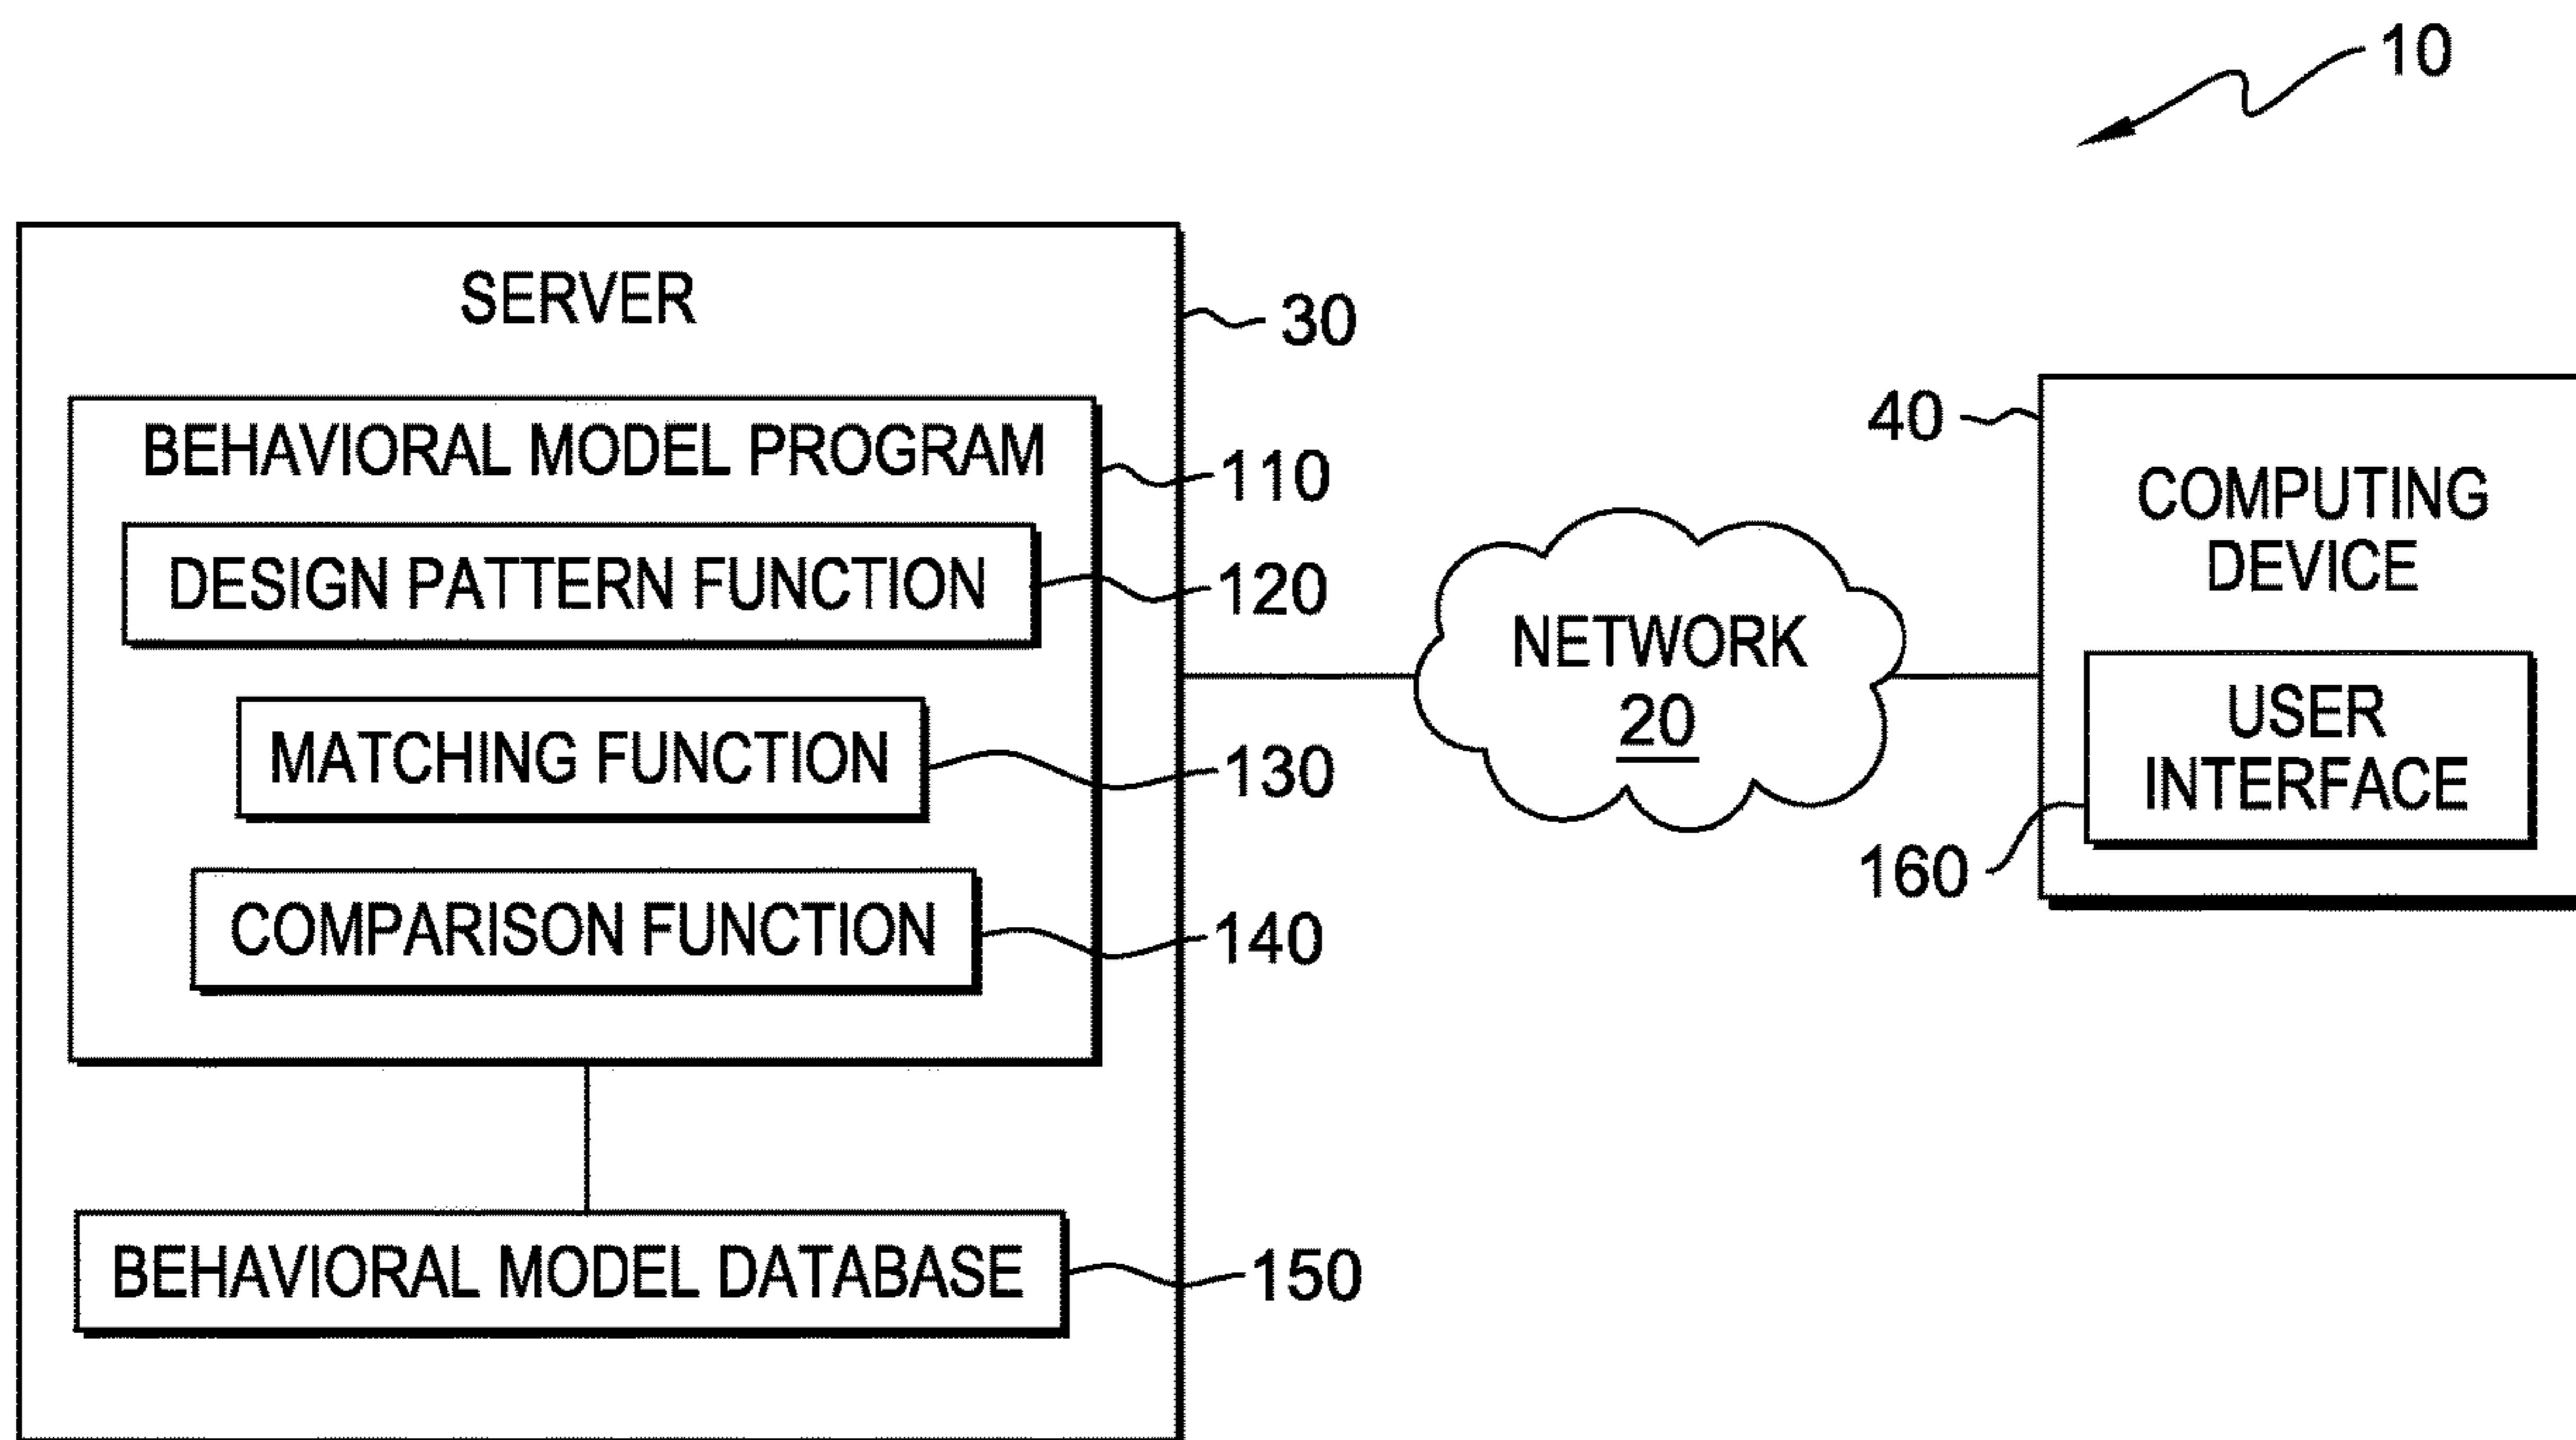 10
SERVER
30
BEHAVIORAL MODEL PROGRAM
110
DESIGN PATTERN FUNCTION
120
MATCHING FUNCTION
130
COMPARISON FUNCTION
140
BEHAVIORAL MODEL DATABASE
150
NETWORK
20
40
COMPUTING
DEVICE
USER
INTERFACE
160